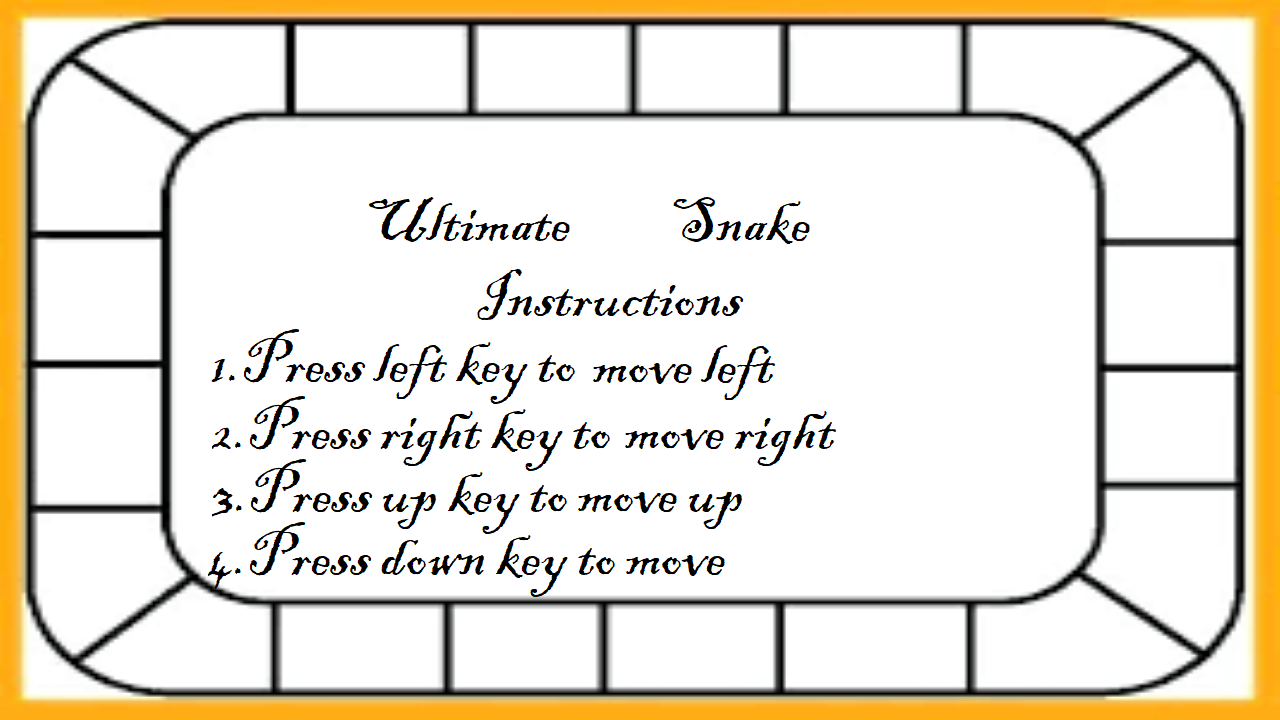 Ultimate Snake
Instructions
1. Press left key to move left
2. Press right key to move right
3. Press up key to move up
4. Press down key to move